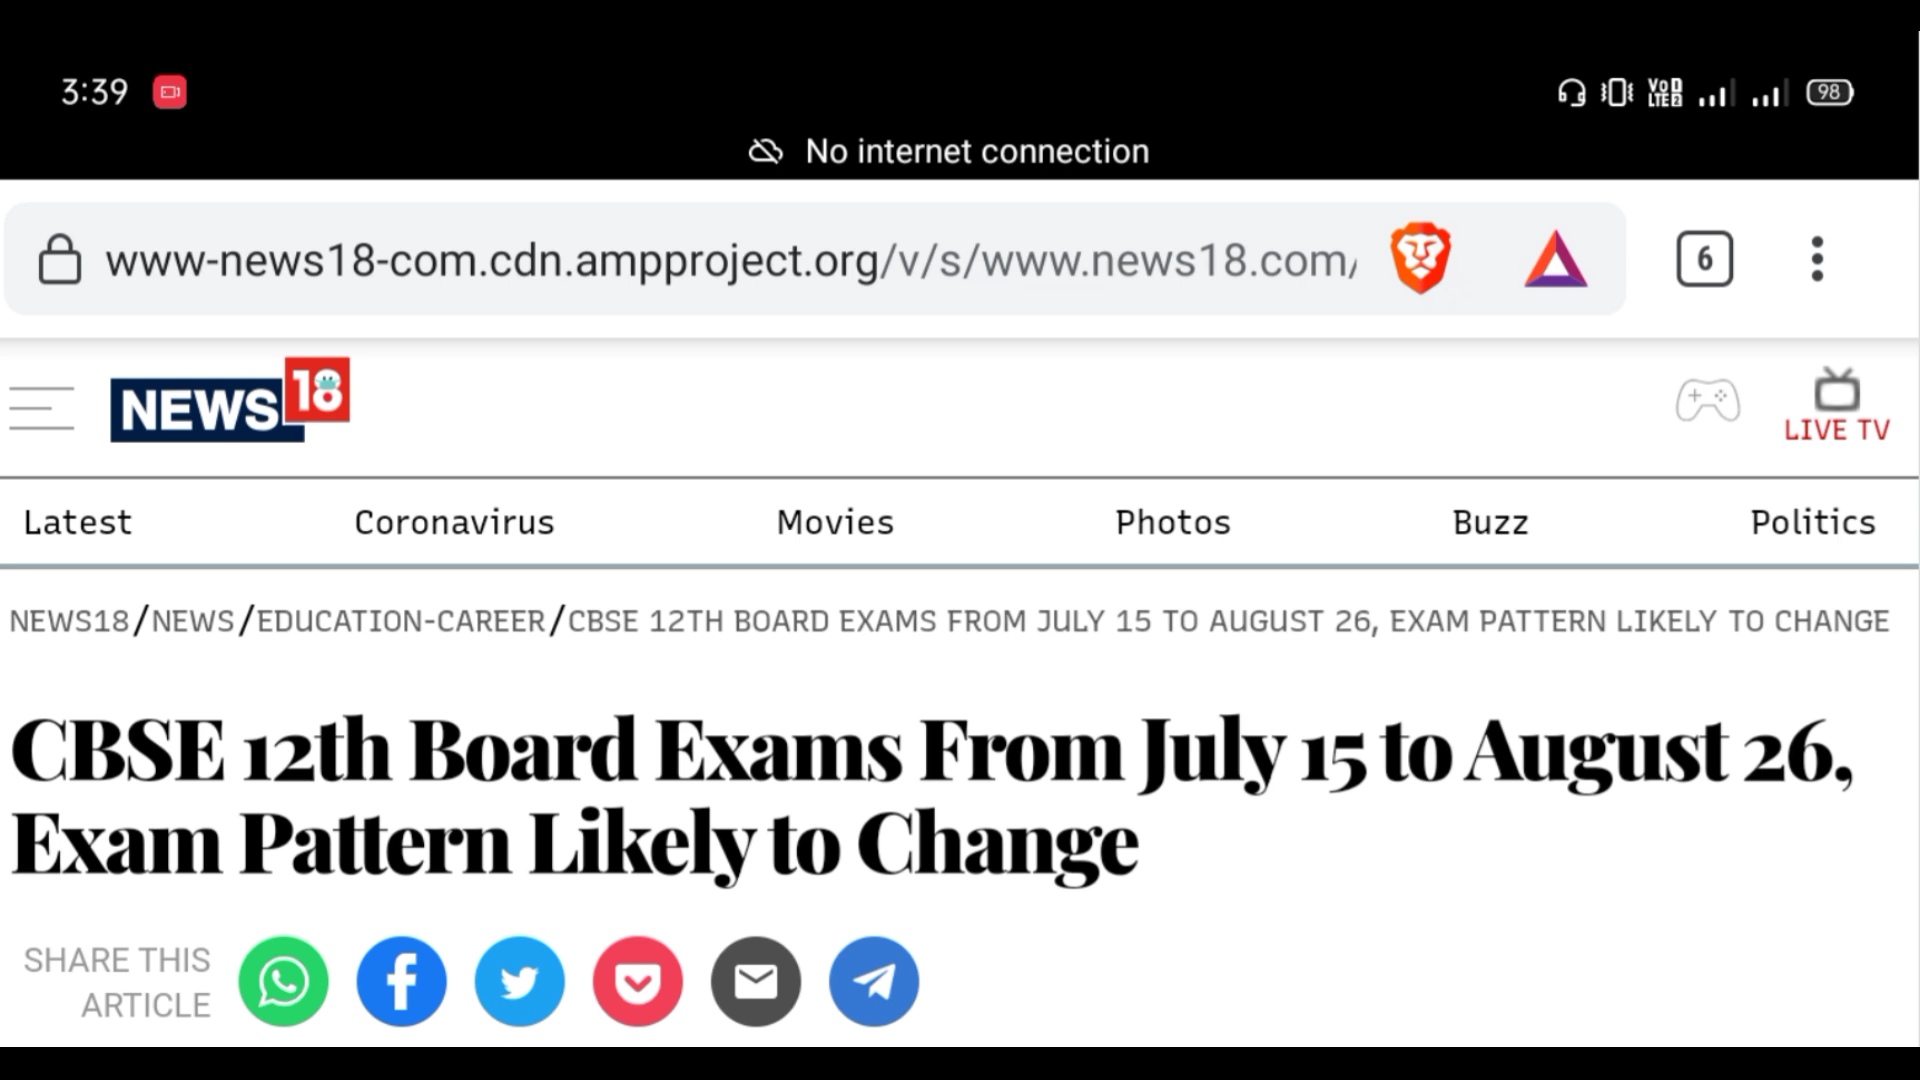 3:39
VoD LTE2
98
No internet connection
www-news18-com.cdn.ampproject.org/v/s/www.news18.com/
6
NEWS18
LIVE TV
Latest Coronavirus Movies Photos Buzz Politics
NEWS18/NEWS/EDUCATION-CAREER/CBSE 12TH BOARD EXAMS FROM JULY 15 TO AUGUST 26, EXAM PATTERN LIKELY TO CHANGE
CBSE 12th Board Exams From July 15 to August 26,
Exam Pattern Likely to Change
SHARE THIS
ARTICLE